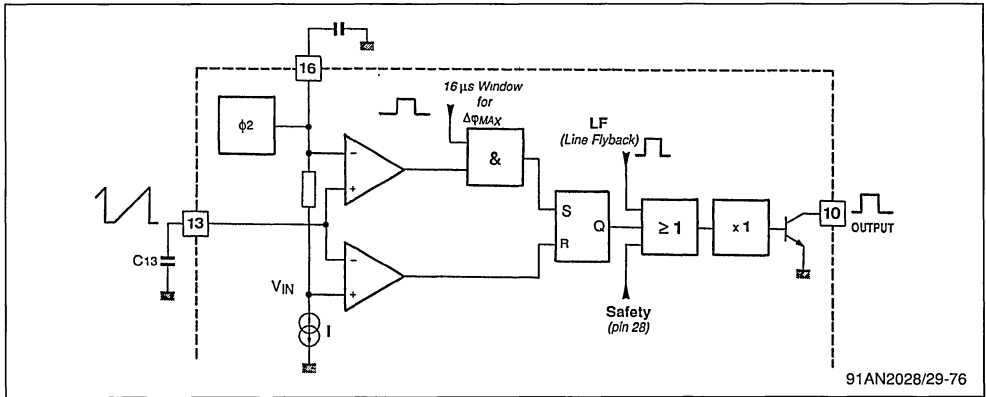 16
16 µs Window
for
ΔφMAX
LF
(Line Flyback)
ϕ2
−
+
&
S
R
Q
≥ 1
x 1
10
OUTPUT
13
C13
−
+
VIN
I
Safety
(pin 28)
91AN2028/29-76